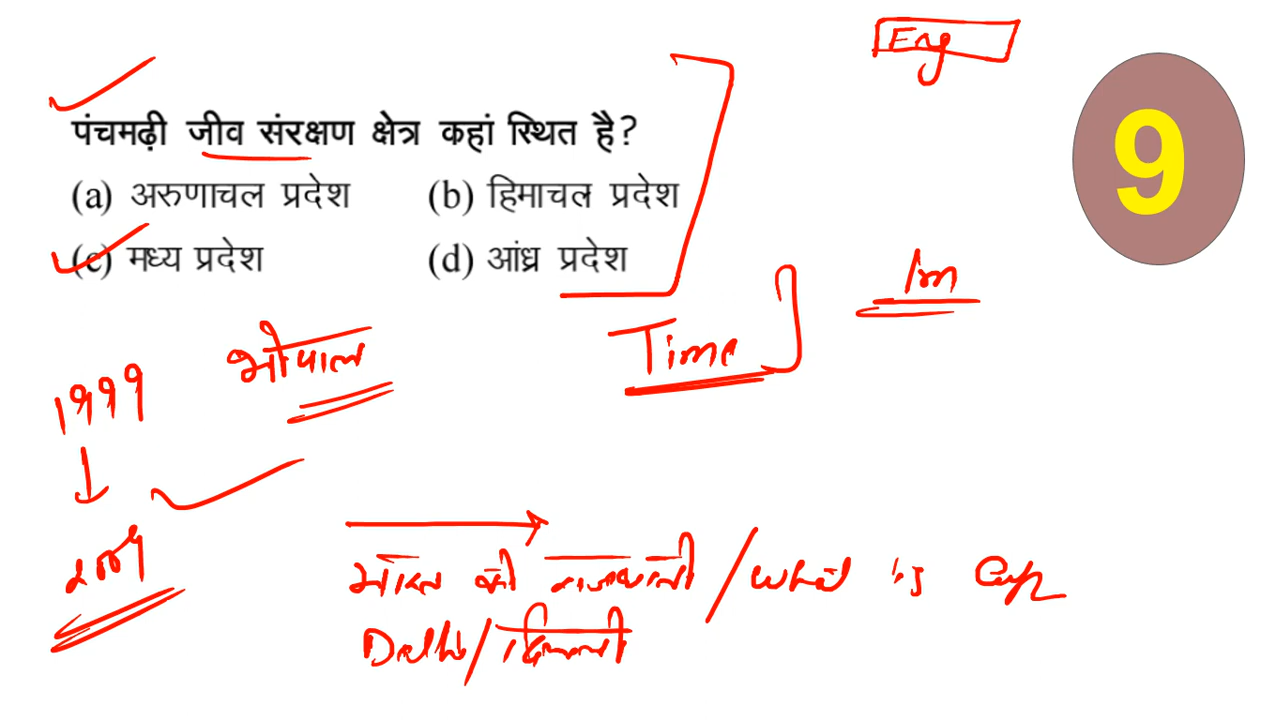 Eng
9
पंचमढ़ी जीव संरक्षण क्षेत्र कहां स्थित है?
(a) अरुणाचल प्रदेश (b) हिमाचल प्रदेश
(c) मध्य प्रदेश (d) आंध्र प्रदेश
1m
Time
भोपाल
1999
भारत की राजधानी / what is Cap
Delhi / दिल्ली